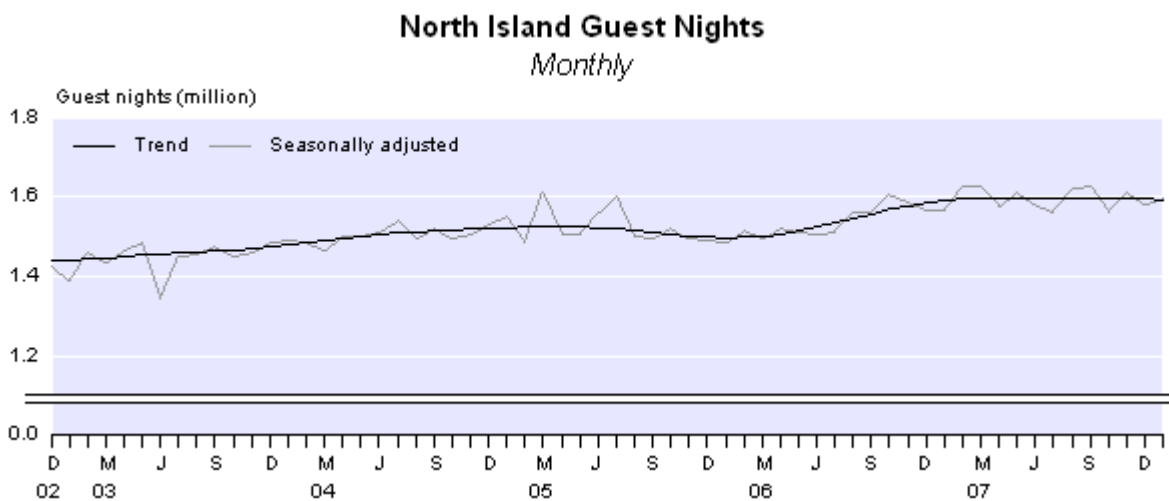 North Island Guest Nights
Monthly
Guest nights (million)
1.8
Trend Seasonally adjusted
1.6
1.4
1.2
0.0
D M J S D M J S D M J S D M J S D M J S D
02 03 04 05 06 07